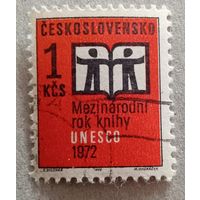 ČESKOSLOVENSKO
1
KČS
Mezinárodní
rok knihy
UNESCO
1972